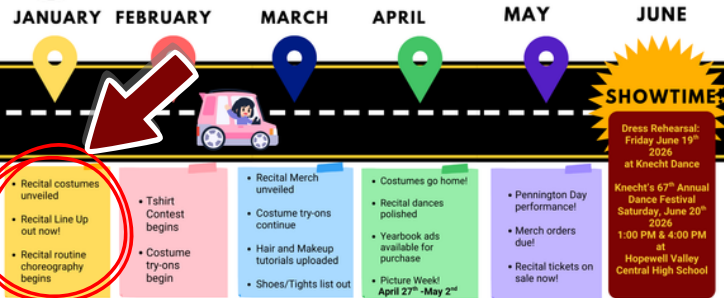 JANUARY
FEBRUARY
MARCH
APRIL
MAY
JUNE
SHOWTIME!
• Recital costumes
unveiled
• Recital Line Up
out now!
• Recital routine
choreography
begins
• Tshirt
Contest
begins
• Costume
try-ons
begin
• Recital Merch
unveiled
• Costume try-ons
continue
• Hair and Makeup
tutorials uploaded
• Shoes/Tights list out
• Costumes go home!
• Recital dances
polished
• Yearbook ads
available for
purchase
• Picture Week!
April 27th -May 2nd
• Pennington Day
performance!
• Merch orders
due!
• Recital tickets on
sale now!
Dress Rehearsal:
Friday June 19th
2026
at Knecht Dance
Knecht's 67th Annual
Dance Festival
Saturday, June 20th
2026
1:00 PM & 4:00 PM
at
Hopewell Valley
Central High School